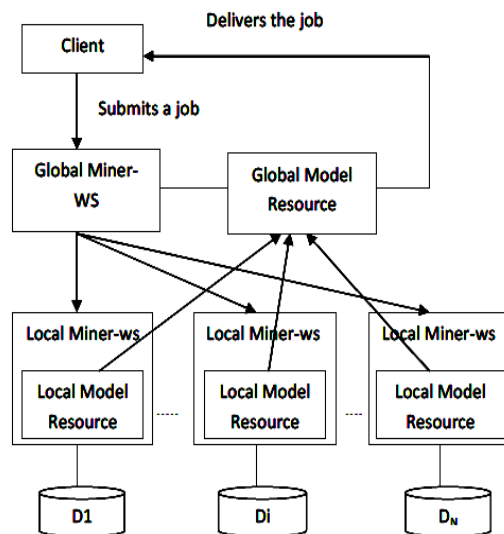 Delivers the job
Client
Submits a job
Global Miner-
WS
Global Model
Resource
Local Miner-ws
Local Miner-ws
Local Miner-ws
Local Model
Resource
Local Model
Resource
Local Model
Resource
D1
Di
DN